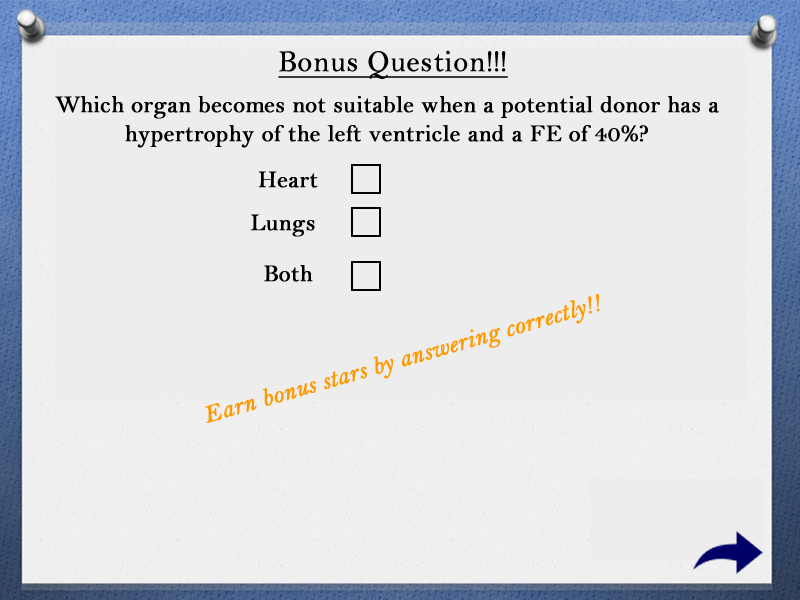 Bonus Question!!!
Which organ becomes not suitable when a potential donor has a
hypertrophy of the left ventricle and a FE of 40%?
Heart
Lungs
Both
Earn bonus stars by answering correctly!!